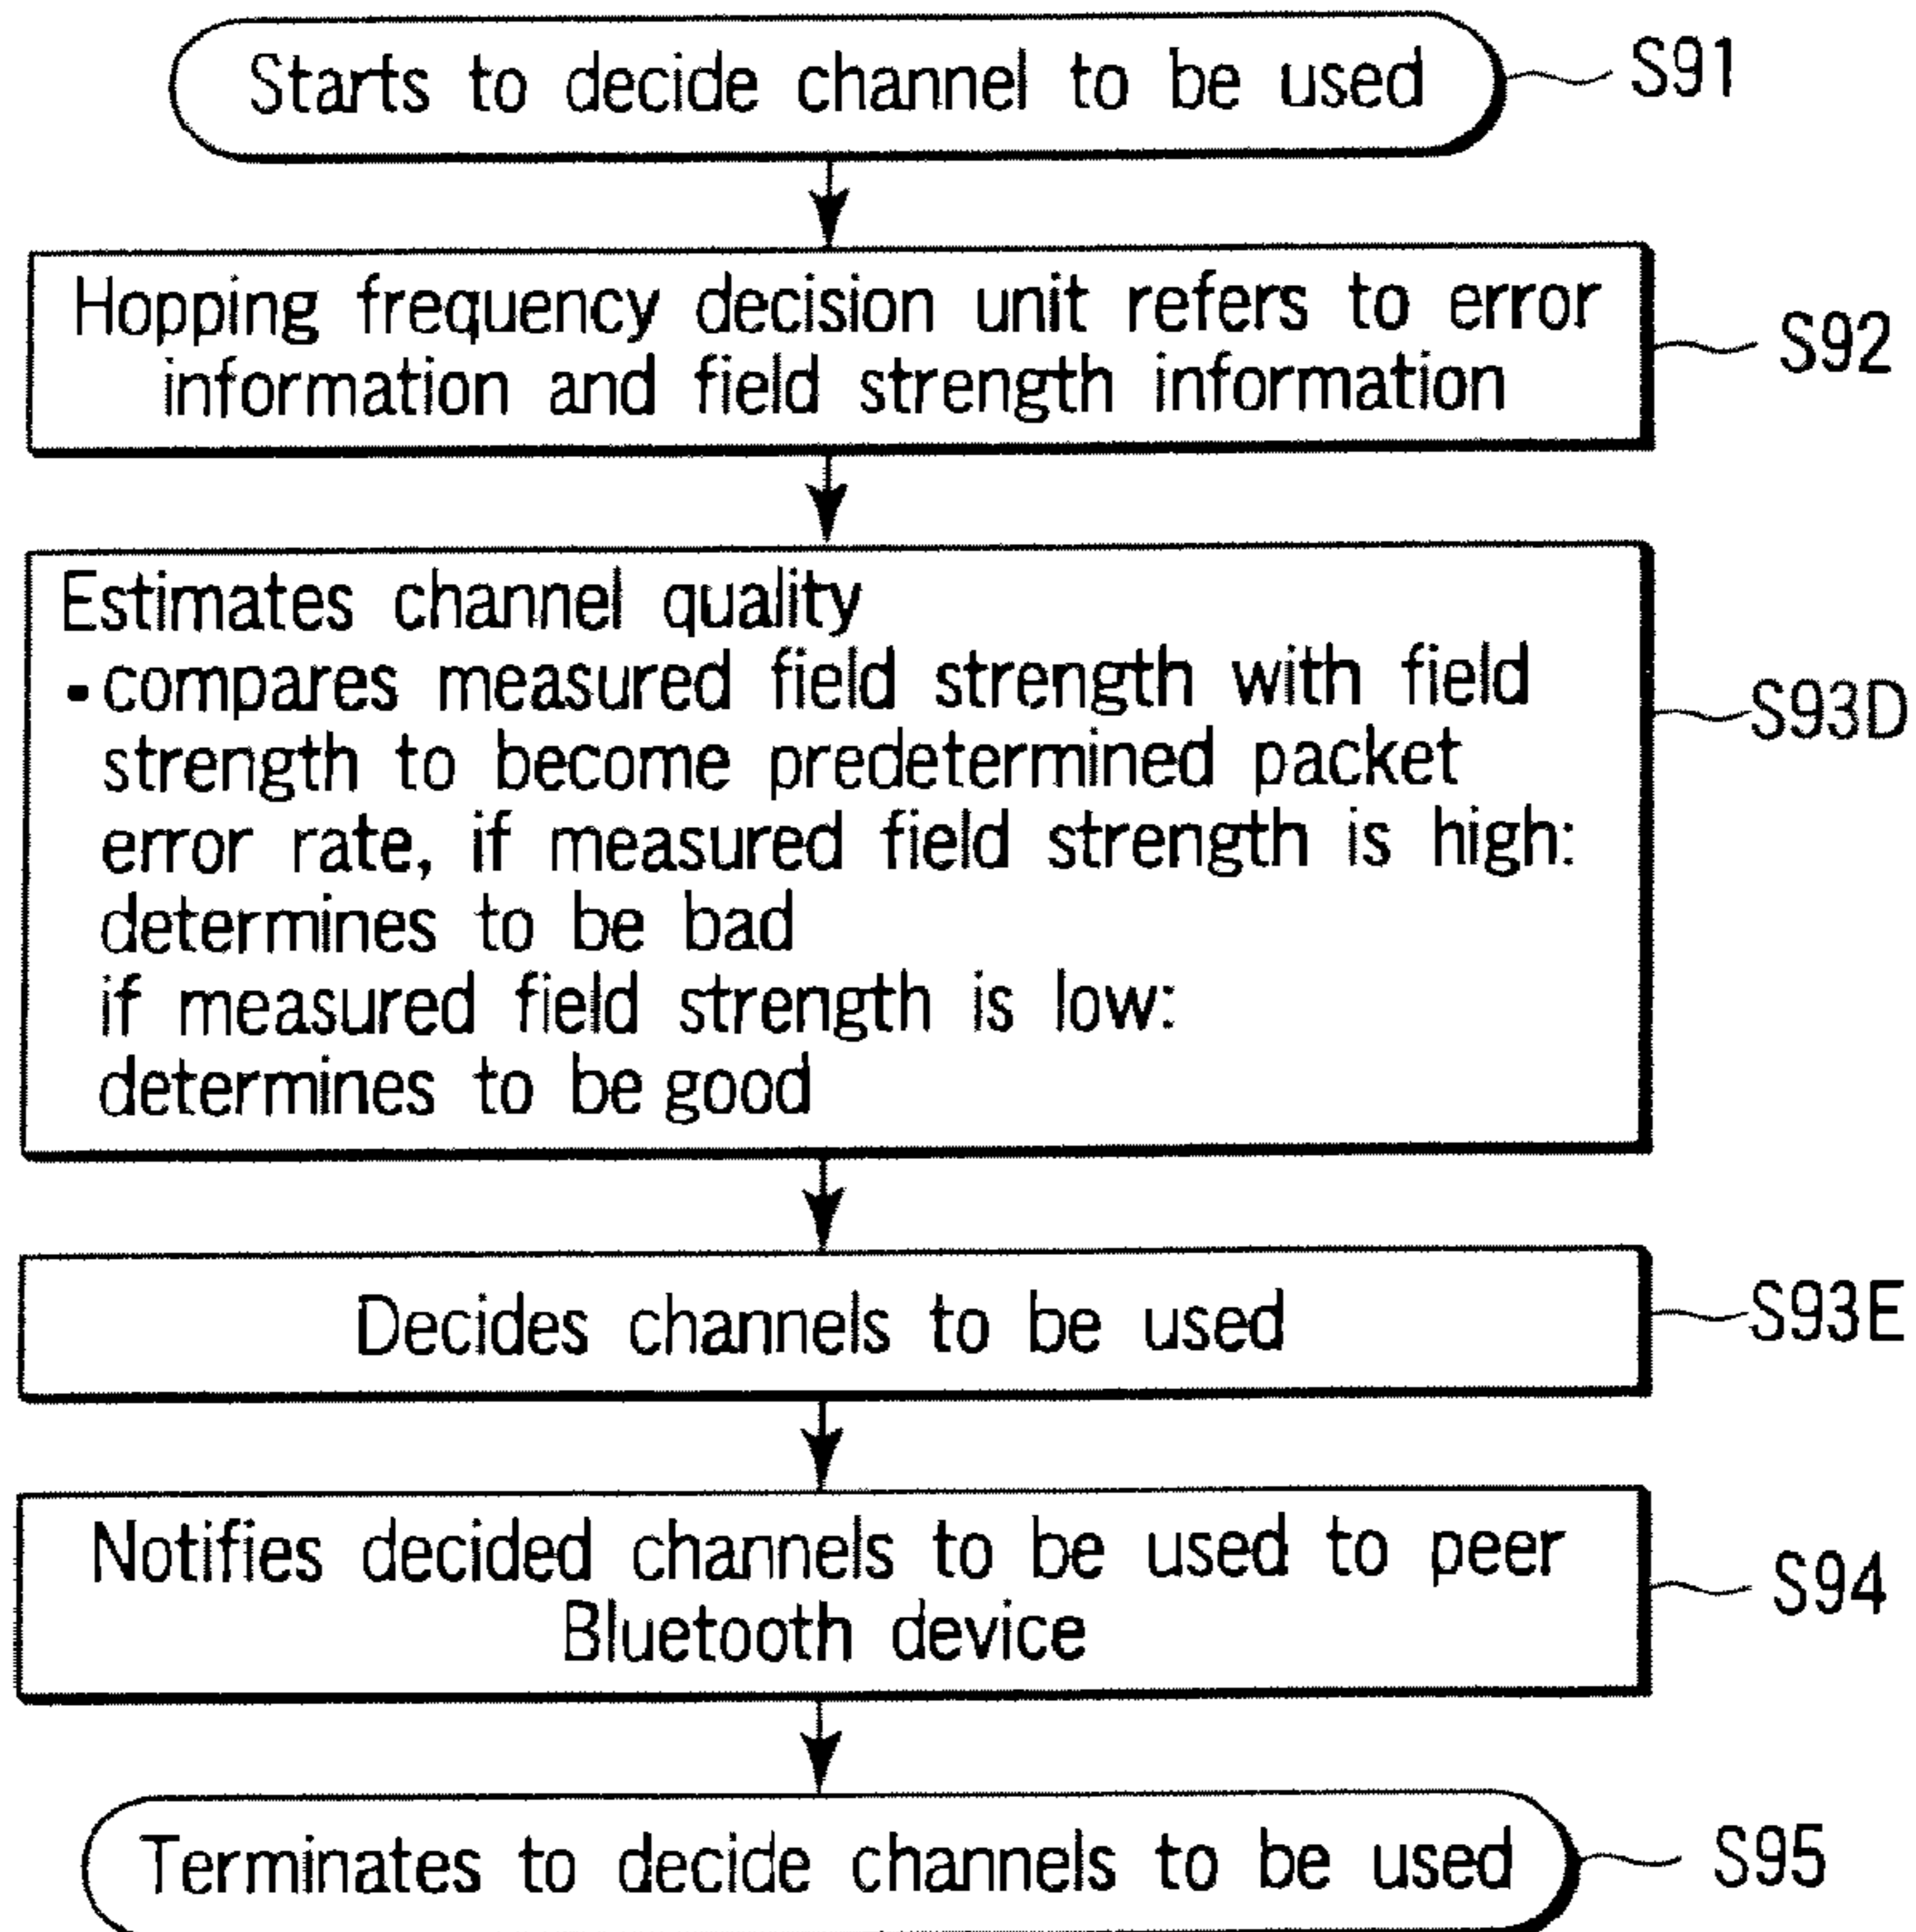 Starts to decide channel to be used
S91
Hopping frequency decision unit refers to error
information and field strength information
S92
Estimates channel quality
▪ compares measured field strength with field
strength to become predetermined packet
error rate, if measured field strength is high:
determines to be bad
if measured field strength is low:
determines to be good
S93D
Decides channels to be used
S93E
Notifies decided channels to be used to peer
Bluetooth device
S94
Terminates to decide channels to be used
S95